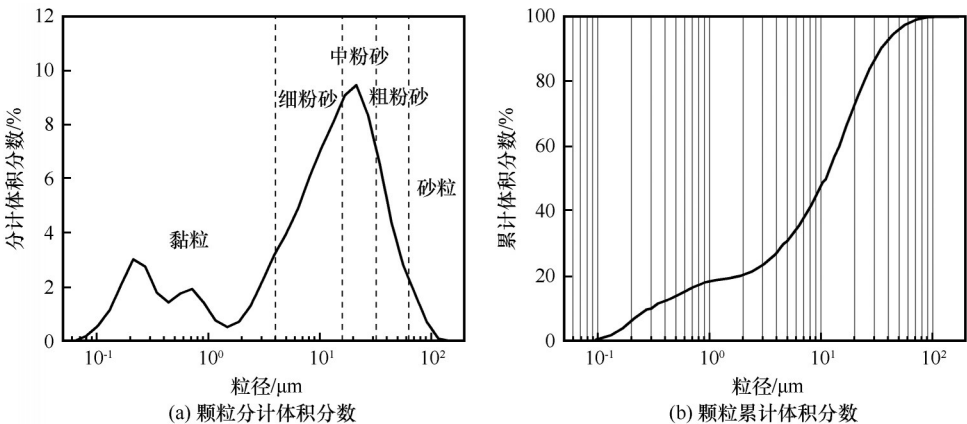 12
10
8
6
4
2
0
分计体积分数/%
中粉砂
细粉砂
粗粉砂
砂粒
黏粒
10⁻¹
10⁰
10¹
10²
粒径/μm
(a) 颗粒分计体积分数
100
80
60
40
20
0
累计体积分数/%
10⁻¹
10⁰
10¹
10²
粒径/μm
(b) 颗粒累计体积分数